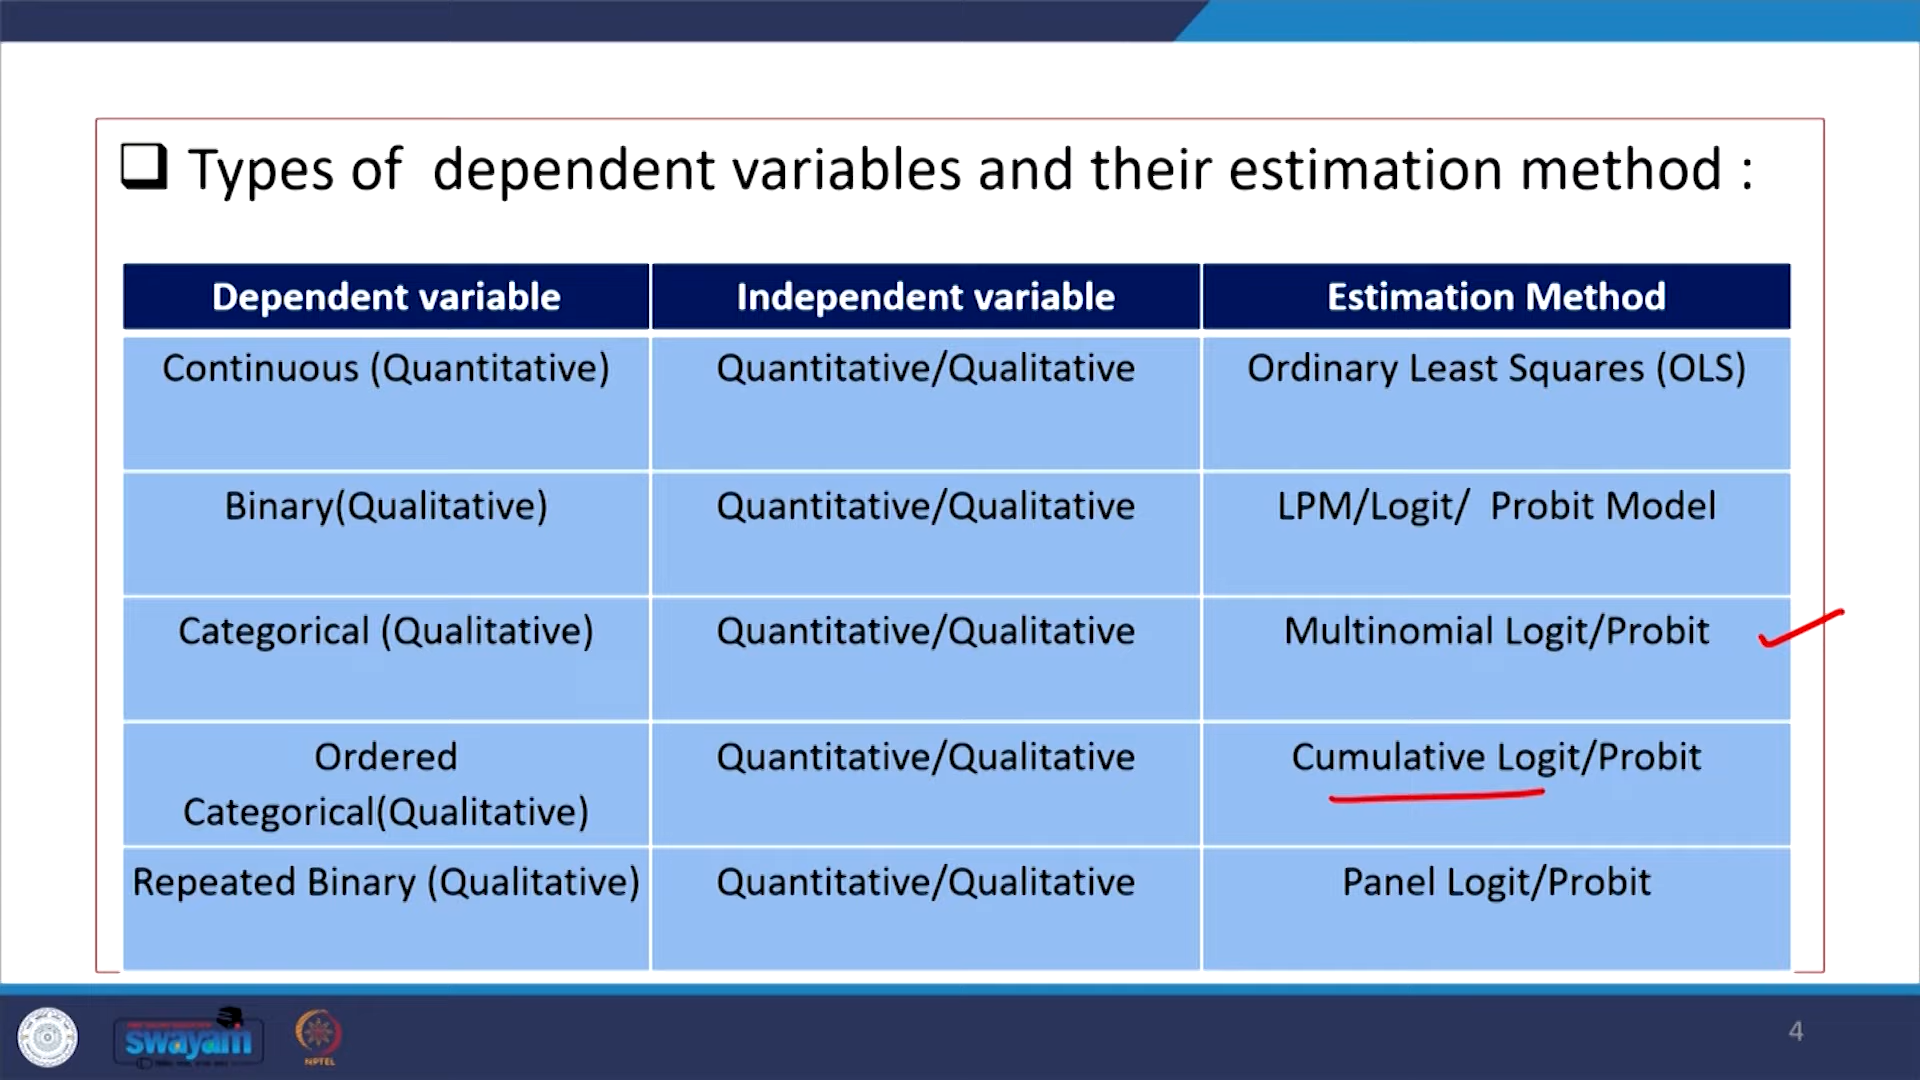 Types of dependent variables and their estimation method :
Dependent variable Independent variable Estimation Method
Continuous (Quantitative) Quantitative/Qualitative Ordinary Least Squares (OLS)
Binary(Qualitative) Quantitative/Qualitative LPM/Logit/ Probit Model
Categorical (Qualitative) Quantitative/Qualitative Multinomial Logit/Probit
Ordered Quantitative/Qualitative Cumulative Logit/Probit
Categorical(Qualitative)
Repeated Binary (Qualitative) Quantitative/Qualitative Panel Logit/Probit
swayam
NPTEL
4